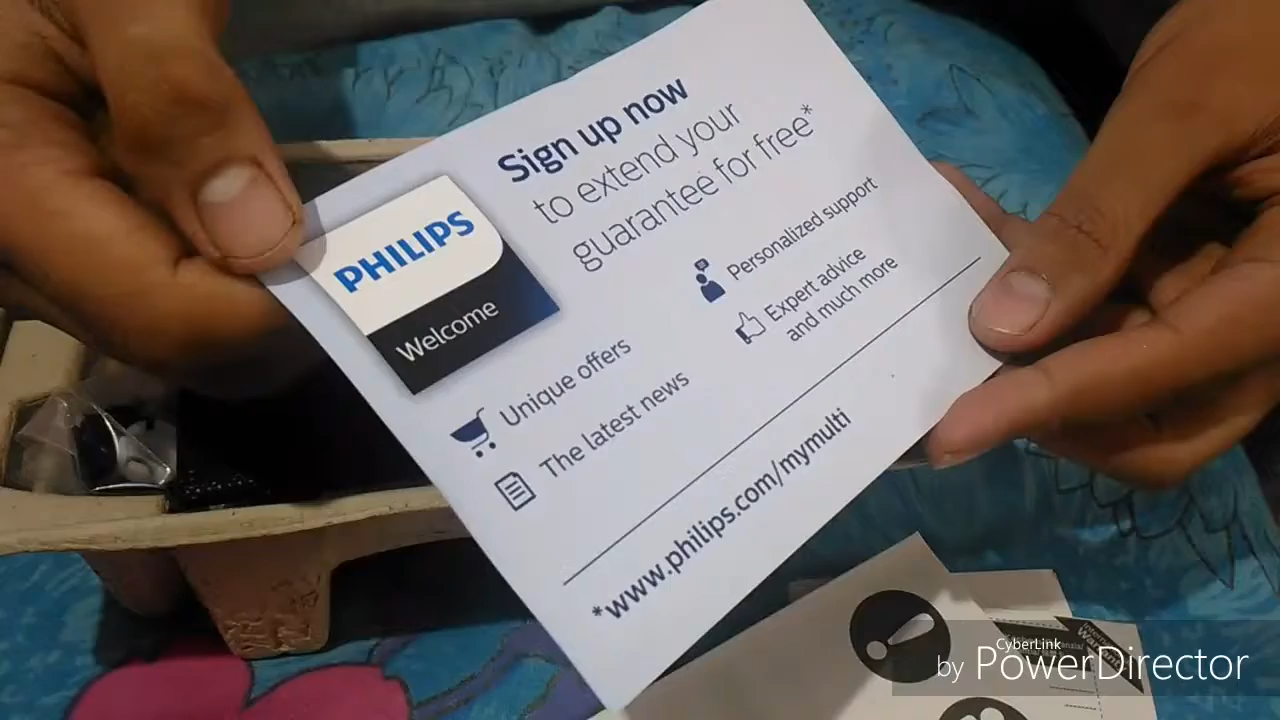 Sign up now
to extend your
guarantee for free*
PHILIPS
Welcome
Personalized support
Expert advice
and much more
Unique offers
The latest news
*www.philips.com/mymulti
CyberLink
by PowerDirector